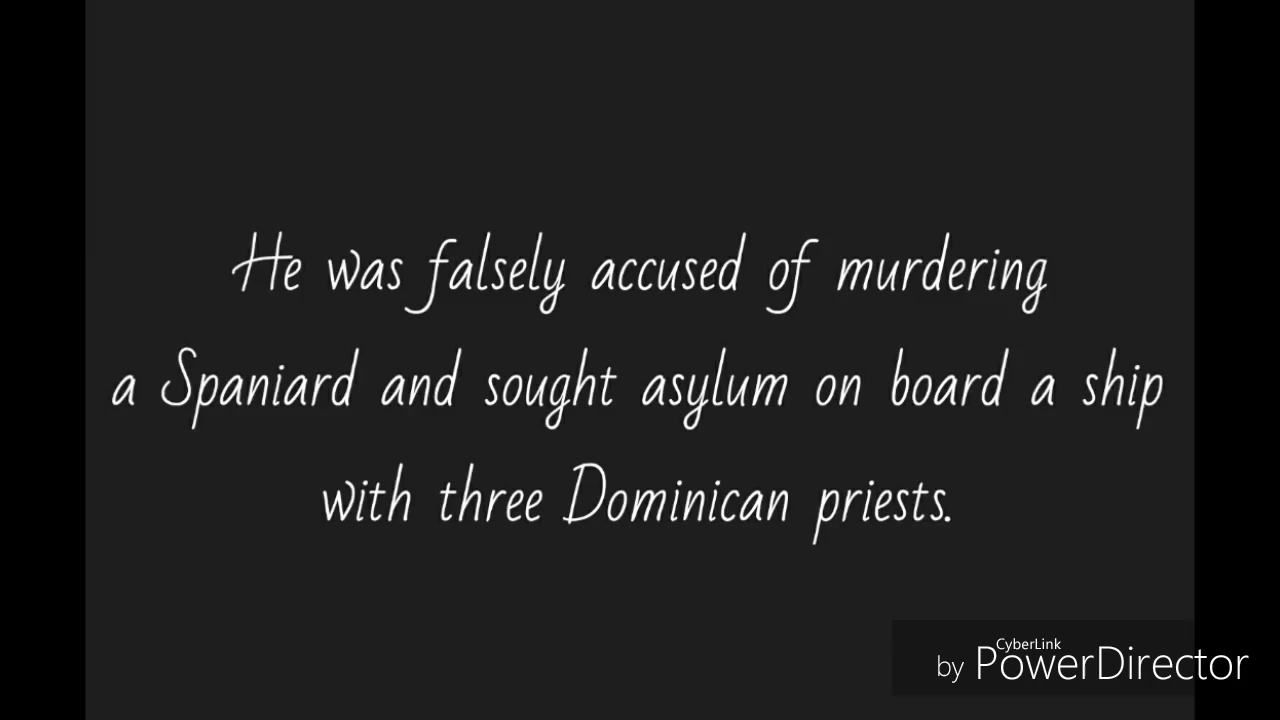 He was falsely accused of murdering
a Spaniard and sought asylum on board a ship
with three Dominican priests.
CyberLink
by PowerDirector